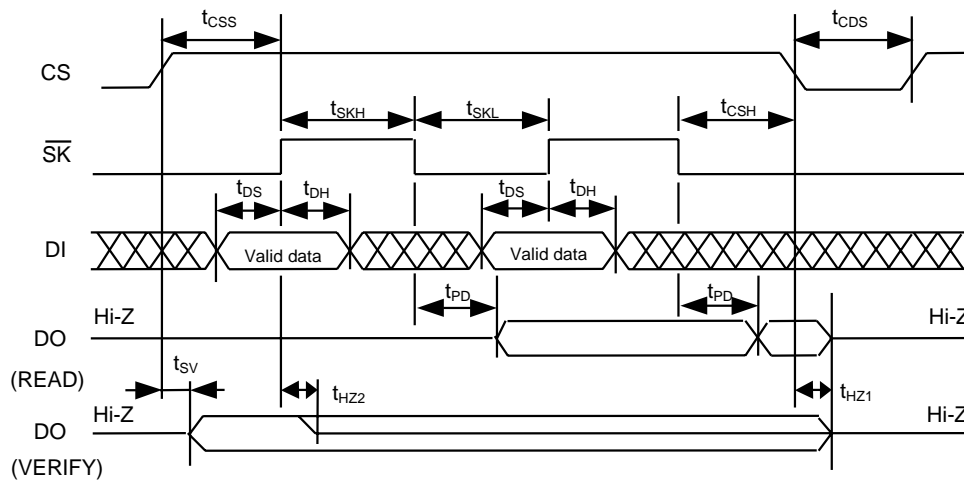 tCSS
tCDS
CS
tSKH
tSKL
tCSH
SK
tDS
tDH
tDS
tDH
DI
Valid data
Valid data
tPD
tPD
Hi-Z
Hi-Z
DO
(READ)
tSV
tHZ2
tHZ1
Hi-Z
Hi-Z
DO
(VERIFY)